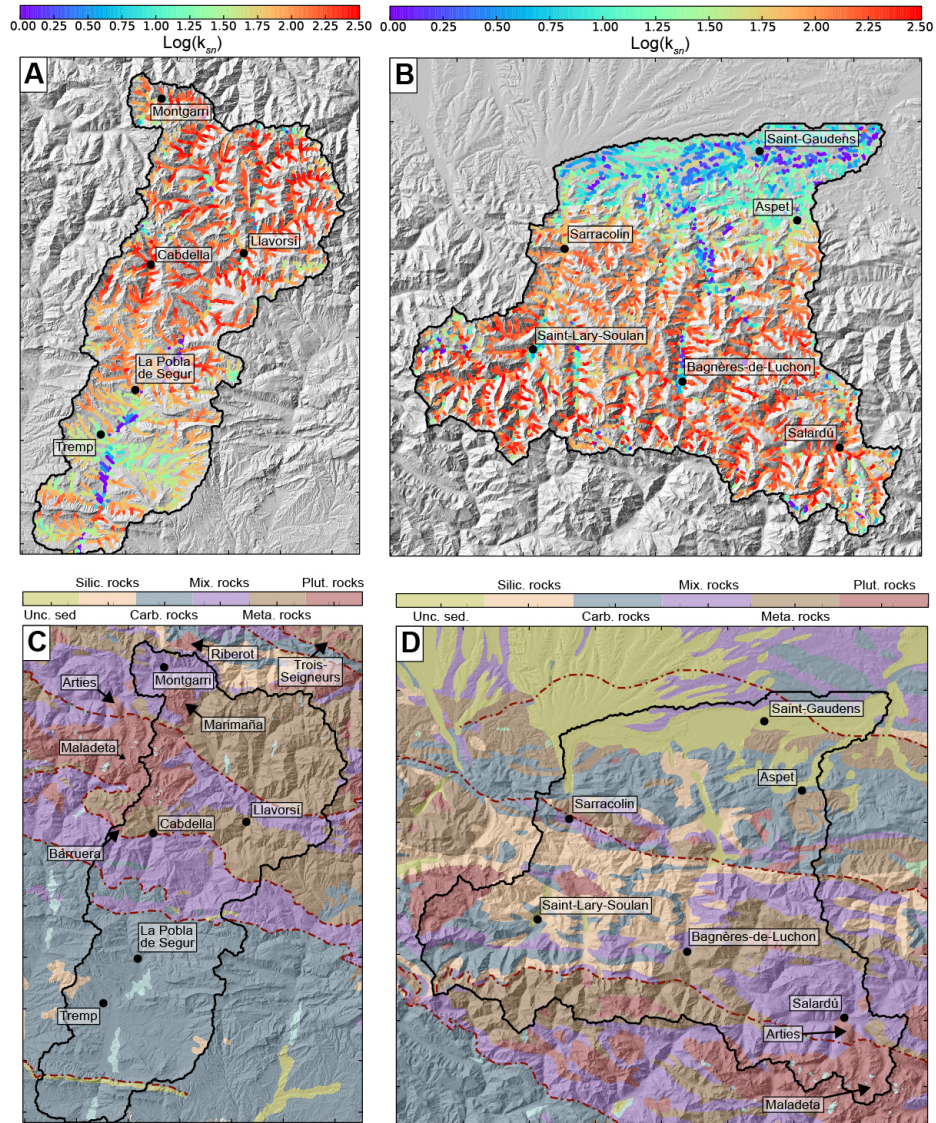 0.00 0.25 0.50 0.75 1.00 1.25 1.50 1.75 2.00 2.25 2.50
Log(ksn)
A
Montgarri
Llavorsí
Cabdella
La Pobla
de Segur
Tremp
0.00 0.25 0.50 0.75 1.00 1.25 1.50 1.75 2.00 2.25 2.50
Log(ksn)
B
Saint-Gaudens
Aspet
Sarracolin
Saint-Lary-Soulan
Bagnères-de-Luchon
Salardú
Silic. rocks Mix. rocks Plut. rocks
Unc. sed Carb. rocks Meta. rocks
C
Riberot
Montgarri
Trois-
Seigneurs
Arties
Marimaña
Maladeta
Llavorsí
Cabdella
Barruera
La Pobla
de Segur
Tremp
Silic. rocks Mix. rocks Plut. rocks
Unc. sed. Carb. rocks Meta. rocks
D
Saint-Gaudens
Aspet
Sarracolin
Saint-Lary-Soulan
Bagnères-de-Luchon
Salardú
Arties
Maladeta